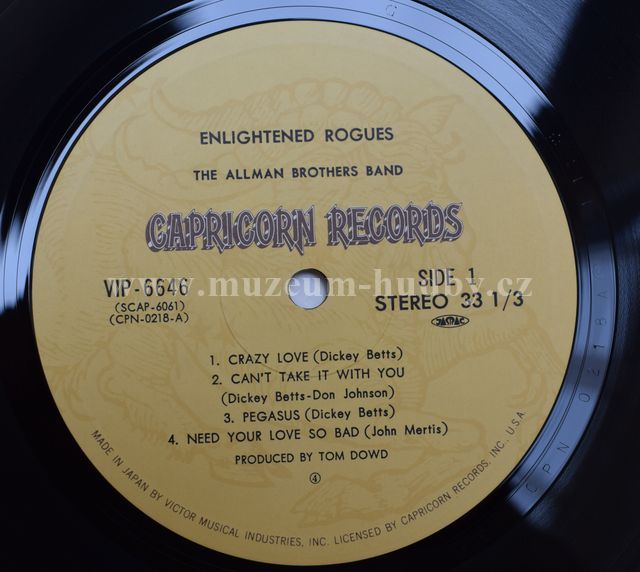 ENLIGHTENED ROGUES
THE ALLMAN BROTHERS BAND
CAPRICORN RECORDS
www.muzeum-hudby.cz
VIP-6646
(SCAP-6061)
(CPN-0218-A)
SIDE 1
STEREO 33 1/3
JASRAC
1. CRAZY LOVE (Dickey Betts)
2. CAN'T TAKE IT WITH YOU
(Dickey Betts-Don Johnson)
3. PEGASUS (Dickey Betts)
4. NEED YOUR LOVE SO BAD (John Mertis)
PRODUCED BY TOM DOWD
④
MADE IN JAPAN BY VICTOR MUSICAL INDUSTRIES, INC. LICENSED BY CAPRICORN RECORDS, INC., U.S.A.
CPN 0218A